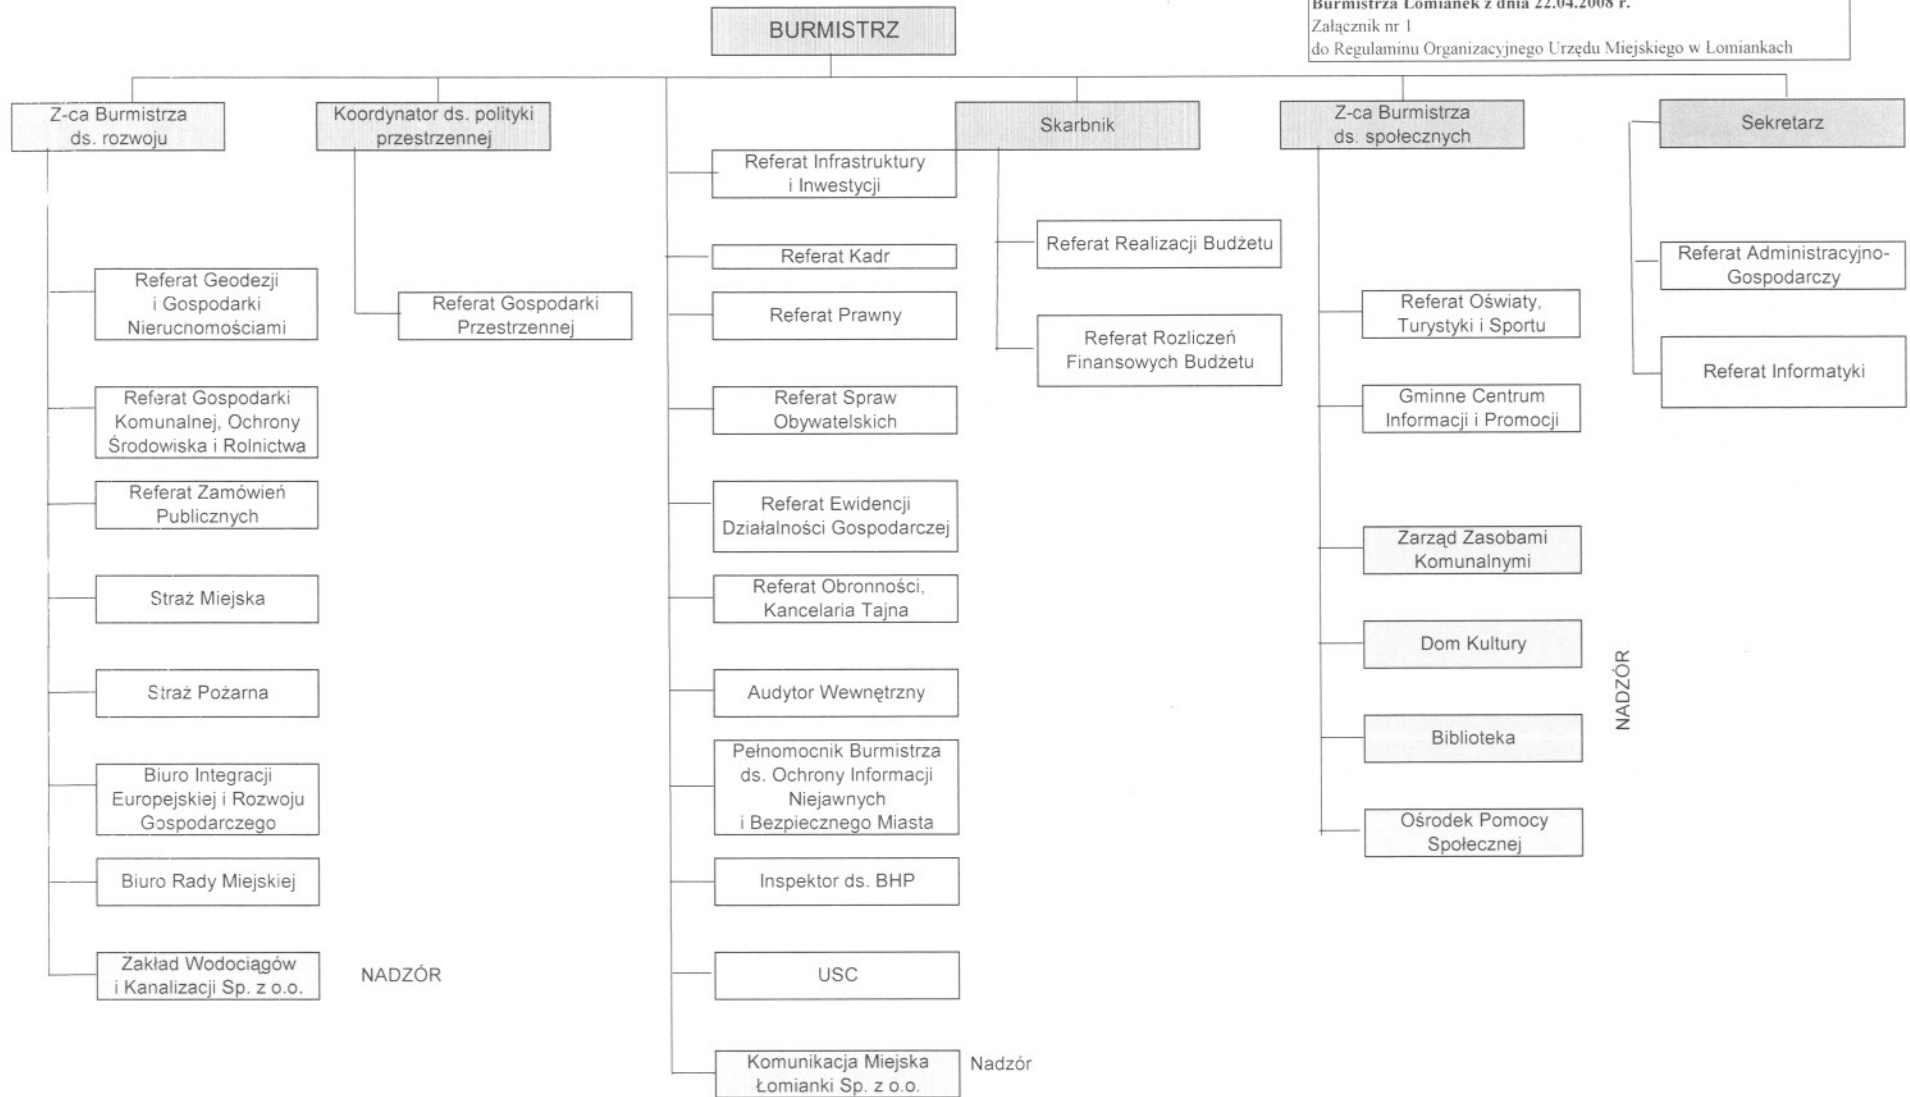 Burmistrza Łomianek z dnia 22.04.2008 r.
Załącznik nr 1
do Regulaminu Organizacyjnego Urzędu Miejskiego w Łomiankach
BURMISTRZ
Z-ca Burmistrza
ds. rozwoju
Koordynator ds. polityki
przestrzennej
Skarbnik
Z-ca Burmistrza
ds. społecznych
Sekretarz
Referat Geodezji
i Gospodarki
Nierucnomościami
Referat Gospodarki
Komunalnej, Ochrony
Środowiska i Rolnictwa
Referat Zamówień
Publicznych
Straż Miejska
Straż Pożarna
Biuro Integracji
Europejskiej i Rozwoju
Gospodarczego
Biuro Rady Miejskiej
Zakład Wodociągów
i Kanalizacji Sp. z o.o.
NADZÓR
Referat Gospodarki
Przestrzennej
Referat Infrastruktury
i Inwestycji
Referat Kadr
Referat Prawny
Referat Spraw
Obywatelskich
Referat Ewidencji
Działalności Gospodarczej
Referat Obronności,
Kancelaria Tajna
Audytor Wewnętrzny
Pełnomocnik Burmistrza
ds. Ochrony Informacji
Niejawnych
i Bezpiecznego Miasta
Inspektor ds. BHP
USC
Komunikacja Miejska
Łomianki Sp. z o.o.
Nadzór
Referat Realizacji Budżetu
Referat Rozliczeń
Finansowych Budżetu
Referat Oświaty,
Turystyki i Sportu
Gminne Centrum
Informacji i Promocji
Zarząd Zasobami
Komunalnymi
Dom Kultury
Biblioteka
Ośrodek Pomocy
Społecznej
NADZÓR
Referat Administracyjno-
Gospodarczy
Referat Informatyki